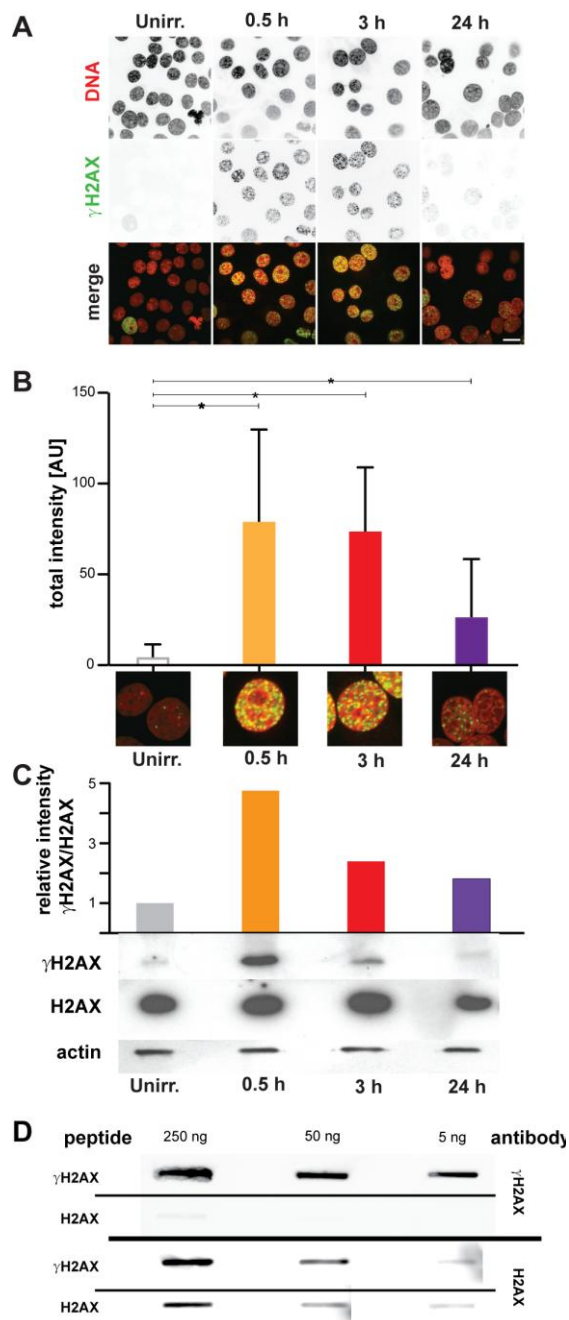 A
Unirr. 0.5 h 3 h 24 h
DNA
γH2AX
merge
B
* 
*
*
150
100
50
0
total intensity [AU]
Unirr. 0.5 h 3 h 24 h
C
5
3
1
relative intensity
γH2AX/H2AX
γH2AX
H2AX
actin
Unirr. 0.5 h 3 h 24 h
D
peptide 250 ng 50 ng 5 ng antibody
γH2AX
H2AX
γH2AX
γH2AX
H2AX
H2AX